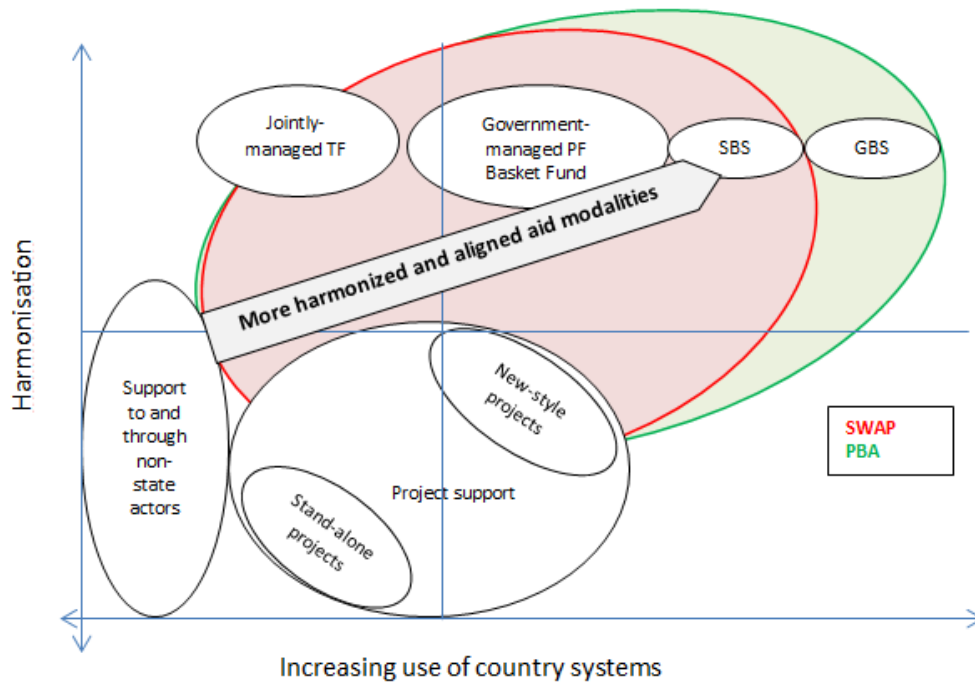 Jointly-
managed TF
Government-
managed PF
Basket Fund
SBS
GBS
More harmonized and aligned aid modalities
Harmonisation
Support
to and
through
non-
state
actors
New-style
projects
Project support
Stand-alone
projects
SWAP
PBA
Increasing use of country systems